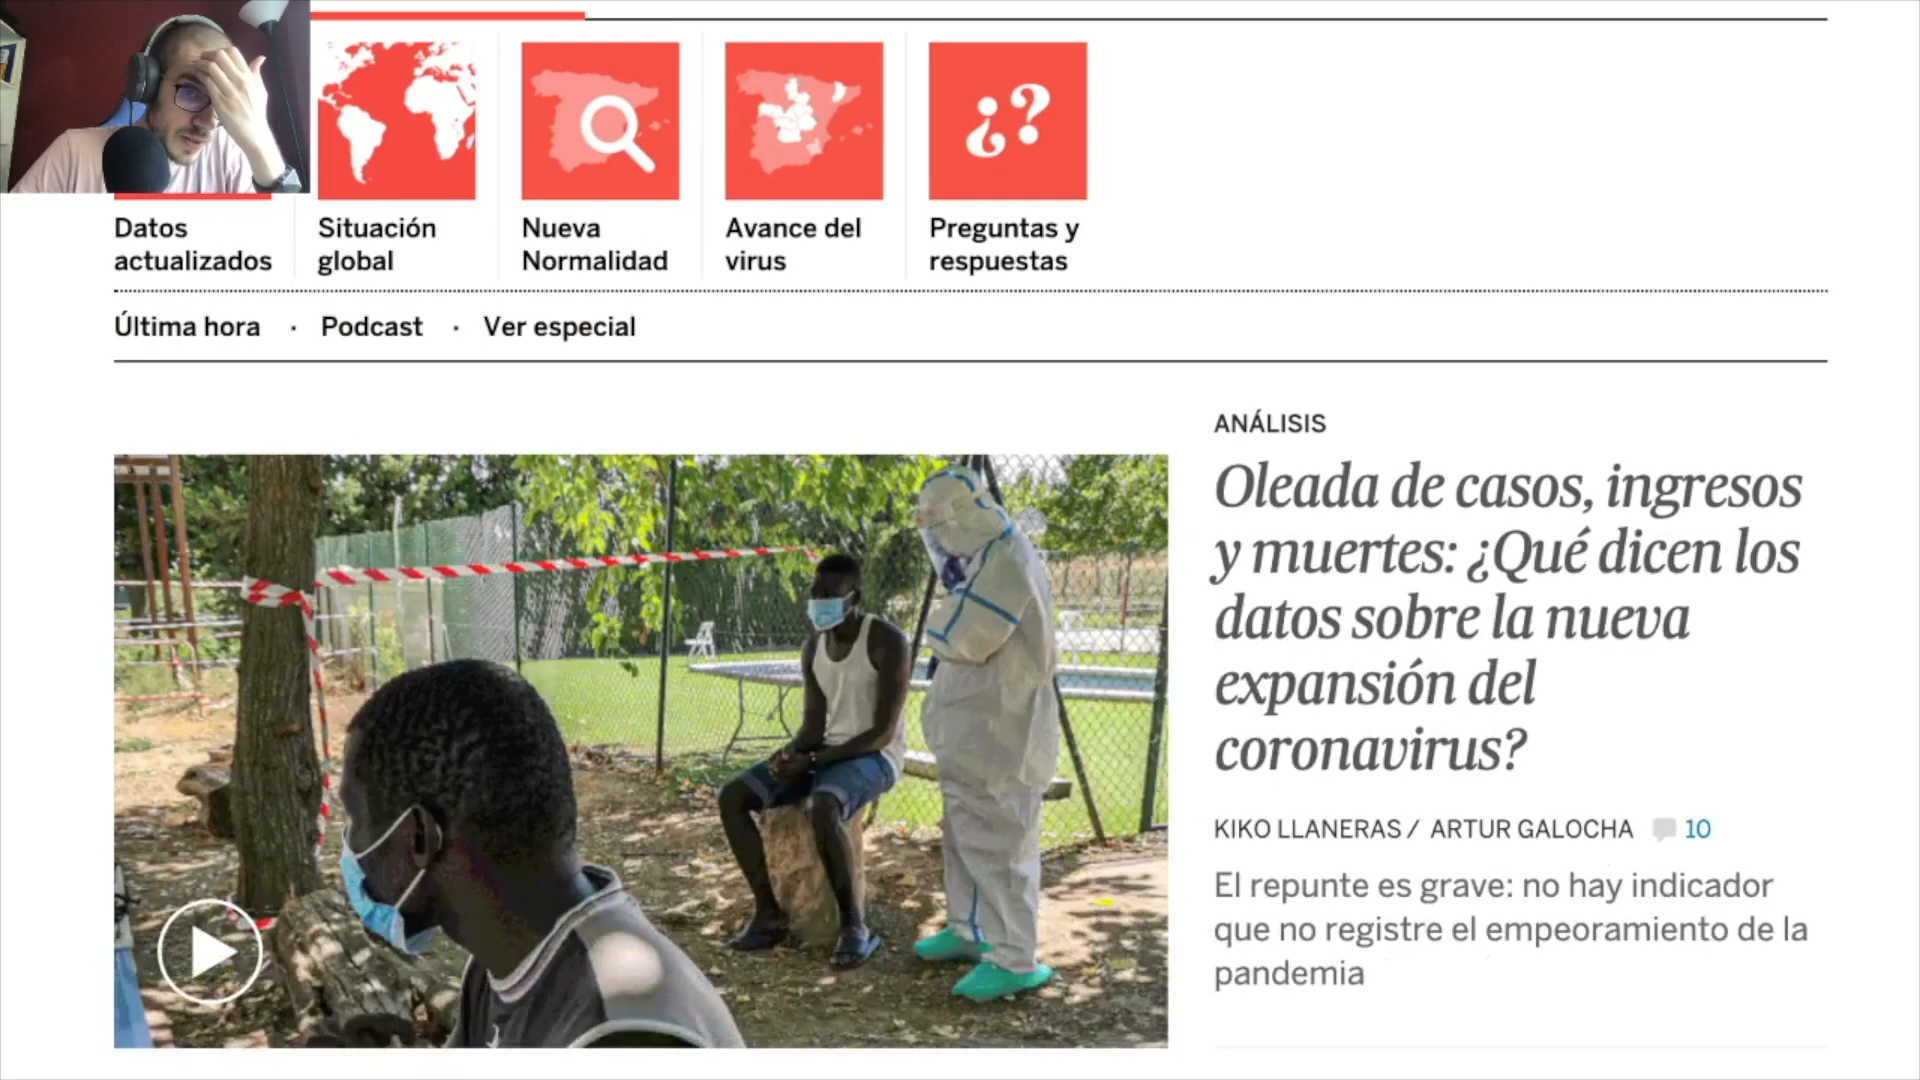 ¿?
Datos
actualizados
Situación
global
Nueva
Normalidad
Avance del
virus
Preguntas y
respuestas
Última hora · Podcast · Ver especial
ANÁLISIS
Oleada de casos, ingresos
y muertes: ¿Qué dicen los
datos sobre la nueva
expansión del
coronavirus?
KIKO LLANERAS / ARTUR GALOCHA 10
El repunte es grave: no hay indicador
que no registre el empeoramiento de la
pandemia